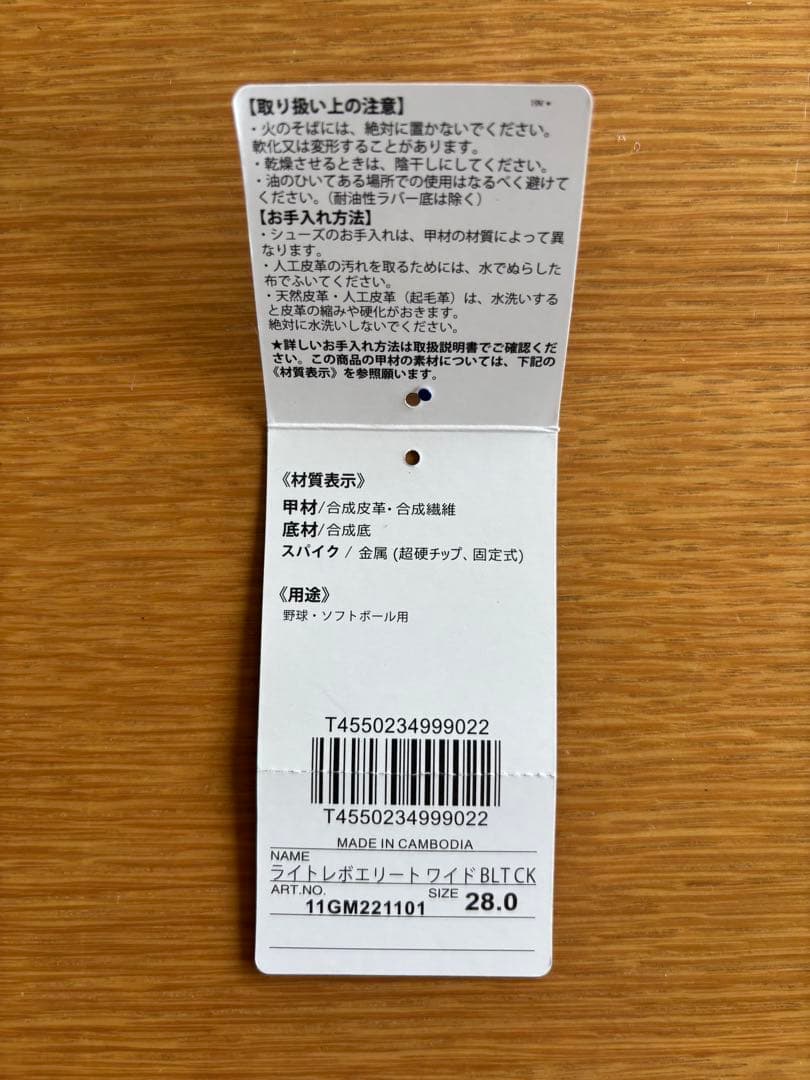 【取り扱い上の注意】
・火のそばには、絶対に置かないでください。
軟化又は変形することがあります。
・乾燥させるときは、陰干しにしてください。
・油のひいてある場所での使用はなるべく避けて
ください。（耐油性ラバー底は除く）
【お手入れ方法】
・シューズのお手入れは、甲材の材質によって異
なります。
・人工皮革の汚れを取るためには、水でぬらした
布でふいてください。
・天然皮革・人工皮革（起毛革）は、水洗いする
と皮革の縮みや硬化がおきます。
絶対に水洗いしないでください。
★詳しいお手入れ方法は取扱説明書でご確認くだ
さい。この商品の甲材の素材については、下記の
《材質表示》を参照願います。
《材質表示》
甲材/合成皮革・合成繊維
底材/合成底
スパイク / 金属 (超硬チップ、固定式)
《用途》
野球・ソフトボール用
T4550234999022
T4550234999022
MADE IN CAMBODIA
NAME
ライトレボエリート ワイド BLT CK
ART.NO. SIZE
11GM221101 28.0